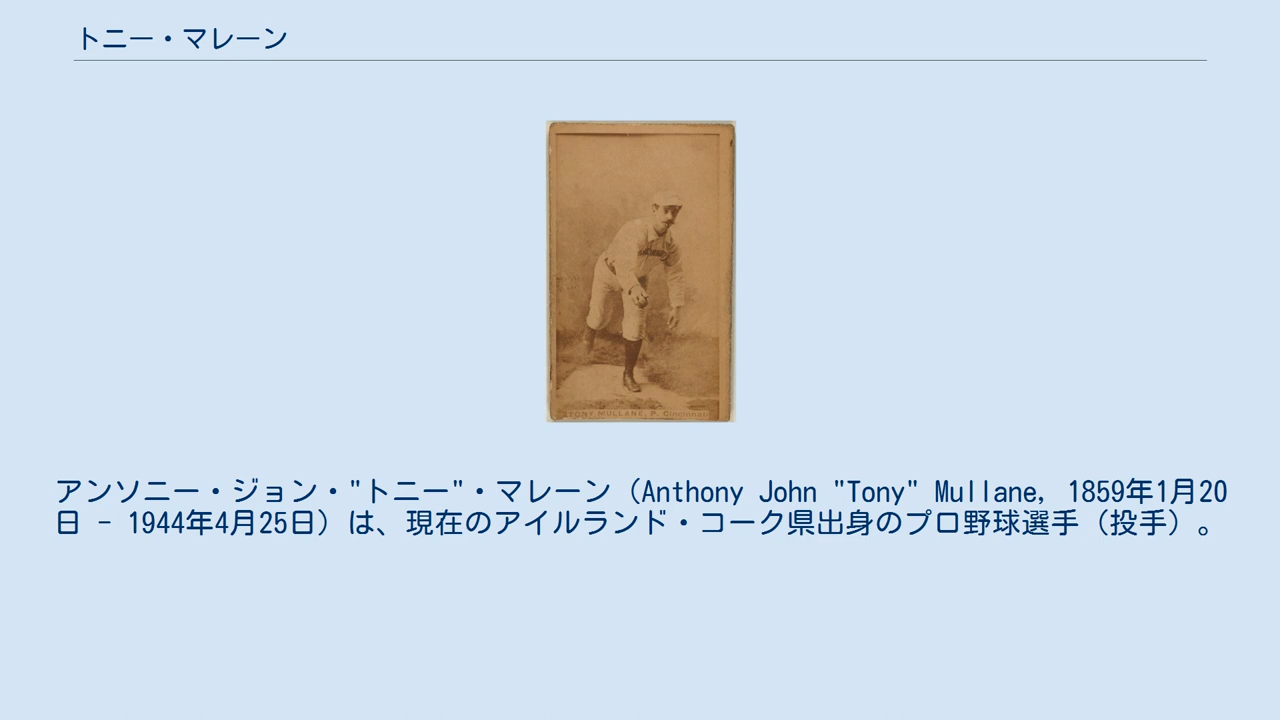 トニー・マレーン
TONY MULLANE, P. Cincinnati
アンソニー・ジョン・"トニー"・マレーン（Anthony John "Tony" Mullane, 1859年1月20
日 - 1944年4月25日）は、現在のアイルランド・コーク県出身のプロ野球選手（投手）。